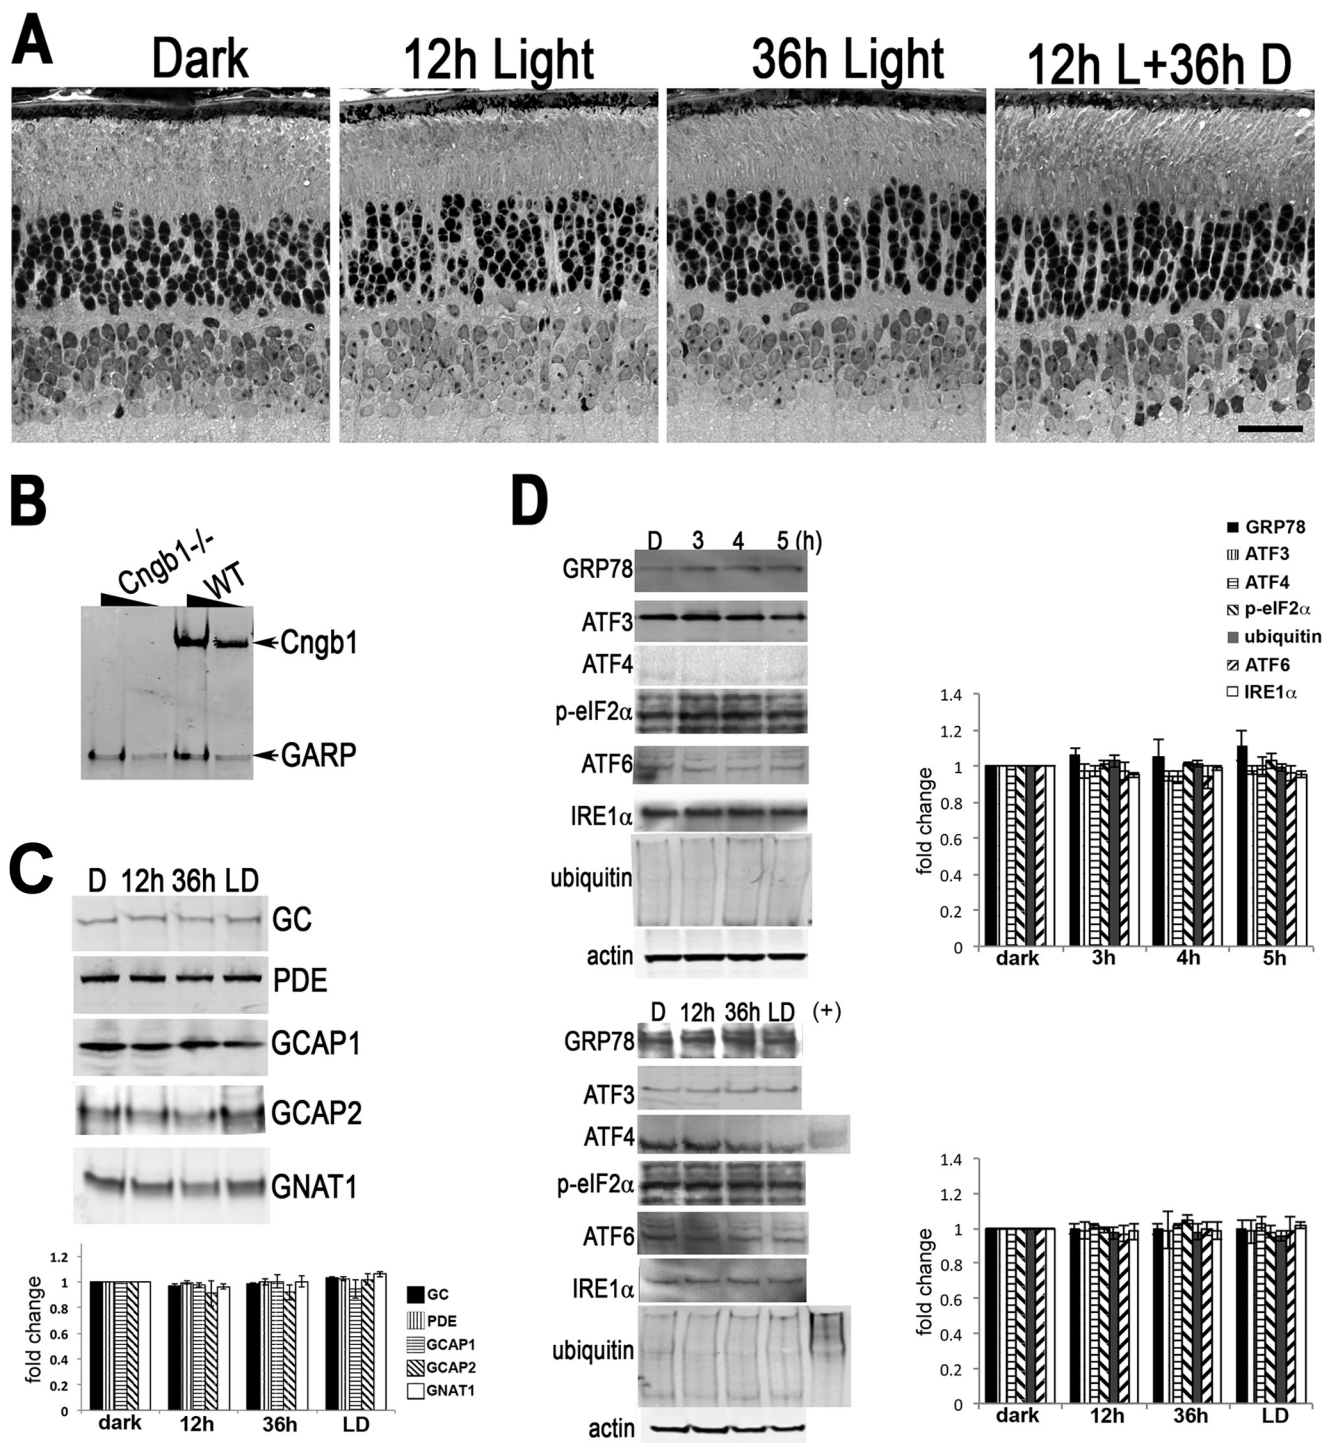 A
Dark
12h Light
36h Light
12h L+36h D
B
Cngb1-/-
WT
Cngb1
GARP
C
D 12h 36h LD
GC
PDE
GCAP1
GCAP2
GNAT1
1.2
1
0.8
0.6
0.4
0.2
0
fold change
dark 12h 36h LD
GC
PDE
GCAP1
GCAP2
GNAT1
D
D 3 4 5 (h)
GRP78
ATF3
ATF4
p-eIF2α
ATF6
IRE1α
ubiquitin
actin
GRP78
ATF3
ATF4
p-eIF2α
ubiquitin
ATF6
IRE1α
1.4
1.2
1
0.8
0.6
0.4
0.2
0
fold change
dark 3h 4h 5h
D 12h 36h LD (+)
GRP78
ATF3
ATF4
p-eIF2α
ATF6
IRE1α
ubiquitin
actin
1.4
1.2
1
0.8
0.6
0.4
0.2
0
fold change
dark 12h 36h LD